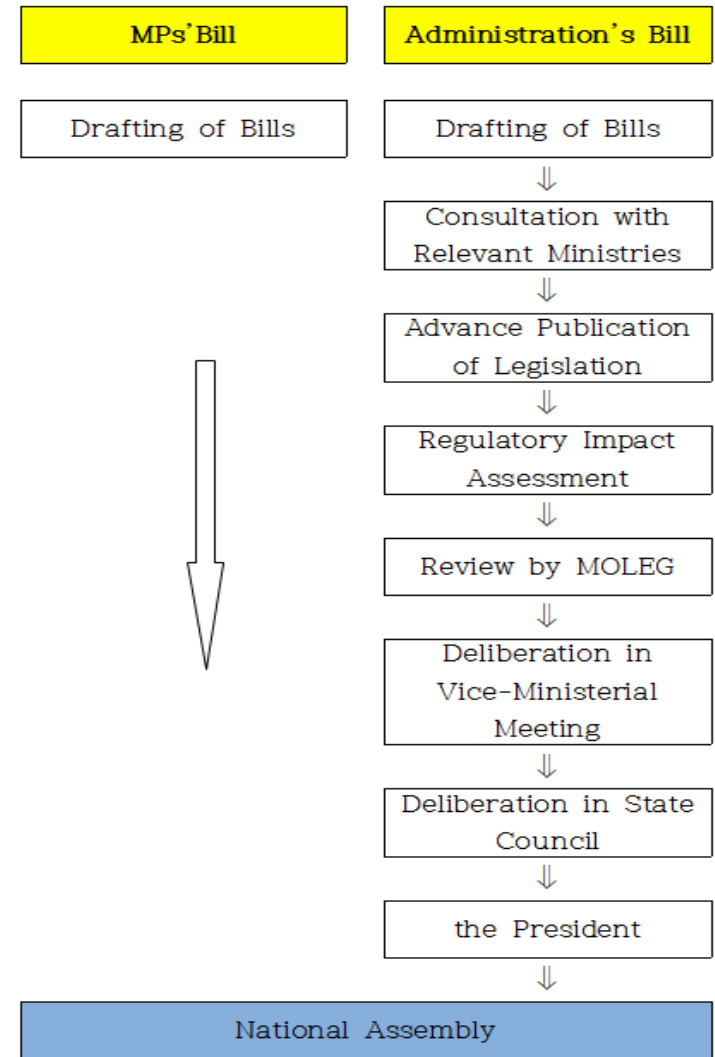 MPs’Bill
Administration’s Bill
Drafting of Bills
Drafting of Bills
⇓
Consultation with
Relevant Ministries
⇓
Advance Publication
of Legislation
⇓
Regulatory Impact
Assessment
⇓
Review by MOLEG
⇓
Deliberation in
Vice-Ministerial
Meeting
⇓
Deliberation in State
Council
⇓
the President
⇓
National Assembly